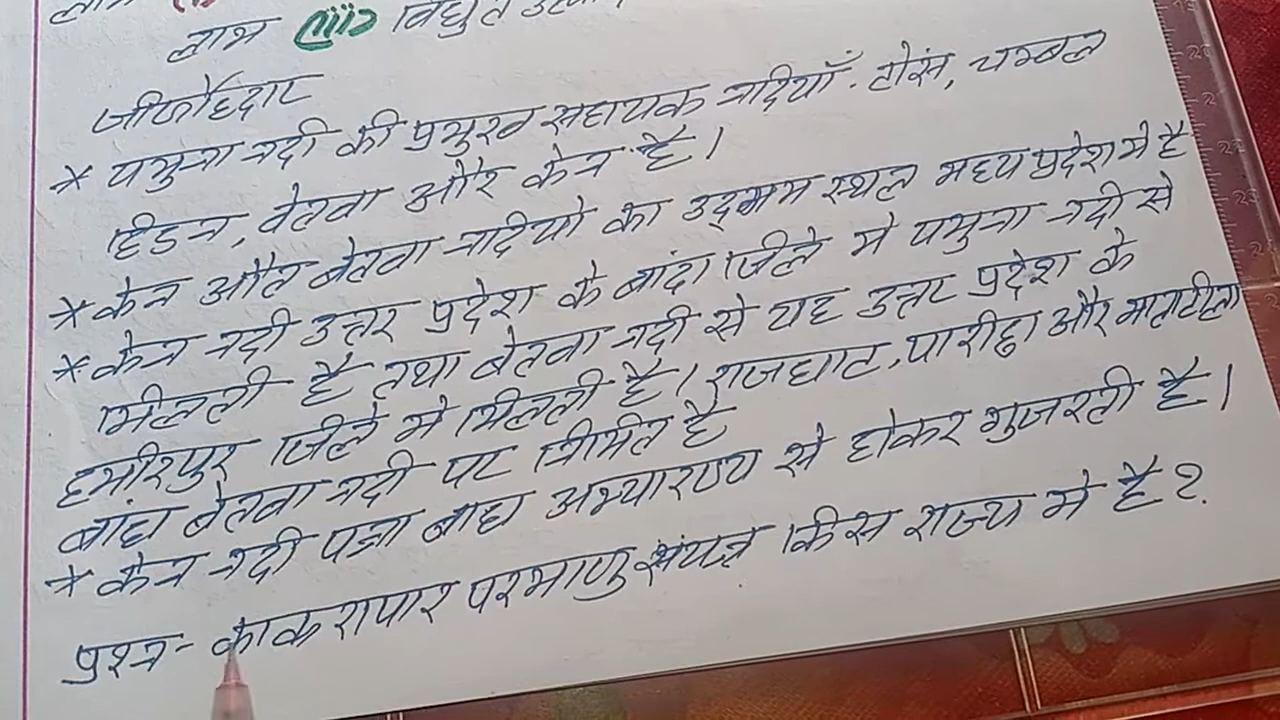 लाभ (iii) विद्युत
जीर्णोद्धार
* यमुना नदी की प्रमुख सहायक नदियाँ. टोंस, चम्बल
हिंडन, वेतवा और केन है।
* केन और बेतवा नदियो का उद्गम स्थल मध्य प्रदेश मे है
* केन नदी उत्तर प्रदेश के बांदा जिले मे यमुना नदी से
मिलती है तथा बेतवा नदी से यह उत्तर प्रदेश के
हमीरपुर जिले मे मिलती है। राजघाट, पारीछा और माताटीला
बांध बेतवा नदी पर निर्मित है
* केन नदी पन्ना बाघ अभ्यारण्य से होकर गुजरती है।
प्रश्न- काकरापार परमाणु संयत्र किस राज्य मे है?